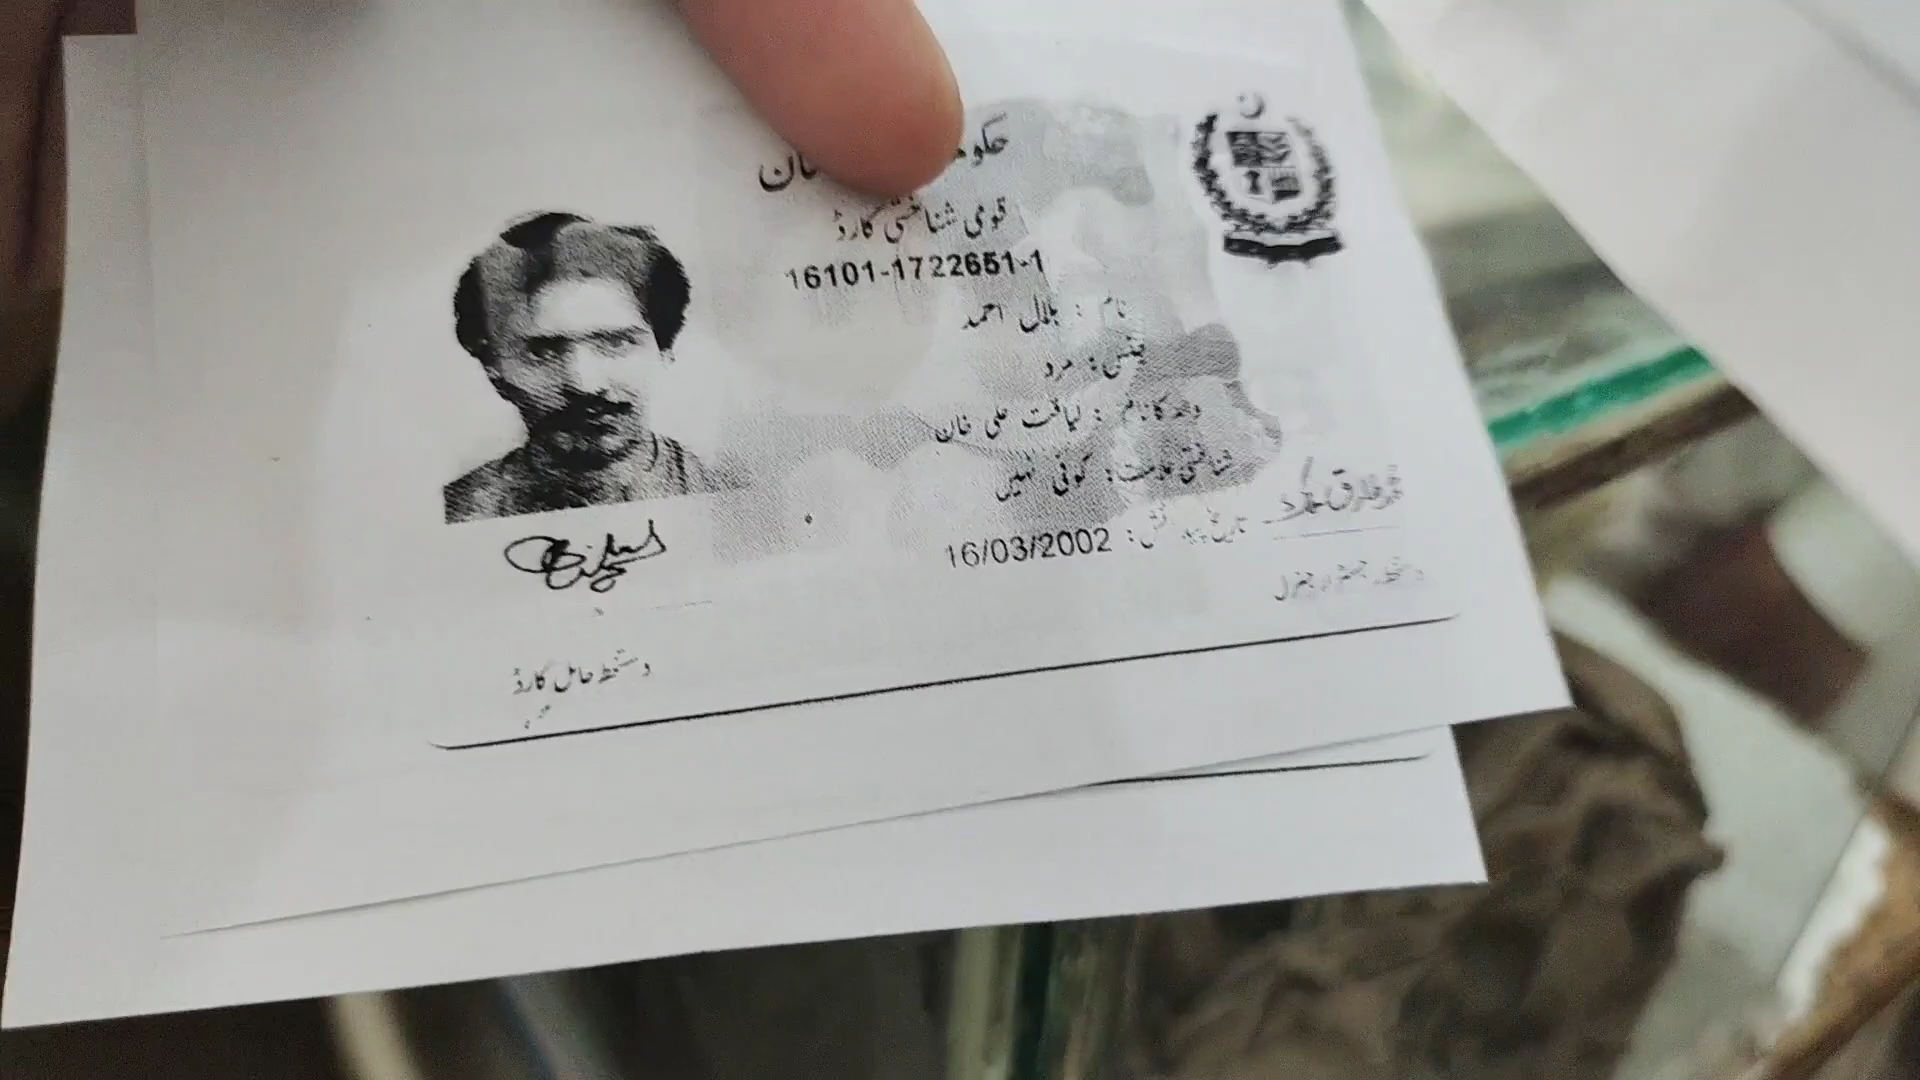 قومی شناختی کارڈ
16101-1722651-1
نام : بلال احمد
جنس: مرد
والد کا نام : لیاقت علی خان
شناختی علامت: کوئی نہیں
تاریخ پیدائش: 16/03/2002
دستخط رجسٹرار جنرل
دستخط حامل کارڈ